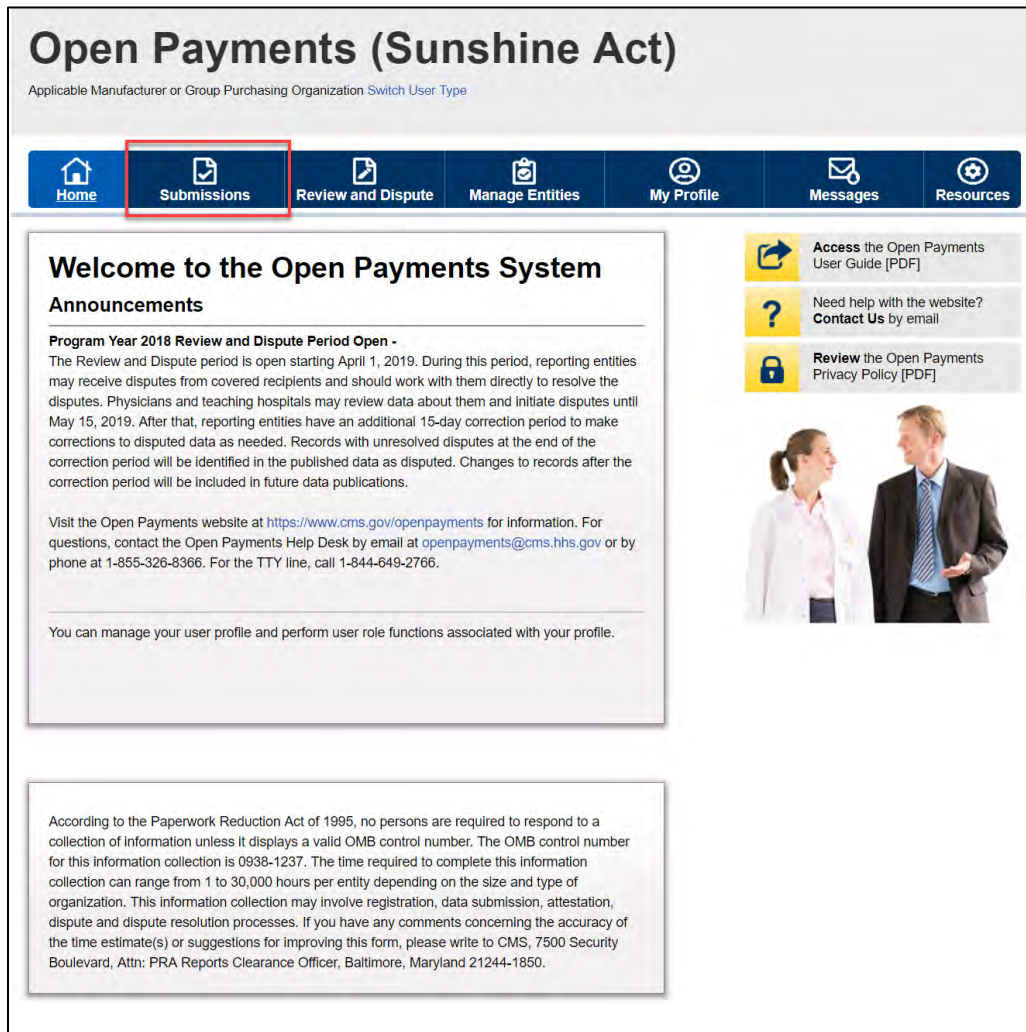 Open Payments (Sunshine Act)
Applicable Manufacturer or Group Purchasing Organization Switch User Type
Home
Submissions
Review and Dispute
Manage Entities
My Profile
Messages
Resources
Welcome to the Open Payments System
Announcements
Program Year 2018 Review and Dispute Period Open -
The Review and Dispute period is open starting April 1, 2019. During this period, reporting entities
may receive disputes from covered recipients and should work with them directly to resolve the
disputes. Physicians and teaching hospitals may review data about them and initiate disputes until
May 15, 2019. After that, reporting entities have an additional 15-day correction period to make
corrections to disputed data as needed. Records with unresolved disputes at the end of the
correction period will be identified in the published data as disputed. Changes to records after the
correction period will be included in future data publications.
Visit the Open Payments website at https://www.cms.gov/openpayments for information. For
questions, contact the Open Payments Help Desk by email at openpayments@cms.hhs.gov or by
phone at 1-855-326-8366. For the TTY line, call 1-844-649-2766.
You can manage your user profile and perform user role functions associated with your profile.
Access the Open Payments
User Guide [PDF]
?
Need help with the website?
Contact Us by email
Review the Open Payments
Privacy Policy [PDF]
According to the Paperwork Reduction Act of 1995, no persons are required to respond to a
collection of information unless it displays a valid OMB control number. The OMB control number
for this information collection is 0938-1237. The time required to complete this information
collection can range from 1 to 30,000 hours per entity depending on the size and type of
organization. This information collection may involve registration, data submission, attestation,
dispute and dispute resolution processes. If you have any comments concerning the accuracy of
the time estimate(s) or suggestions for improving this form, please write to CMS, 7500 Security
Boulevard, Attn: PRA Reports Clearance Officer, Baltimore, Maryland 21244-1850.